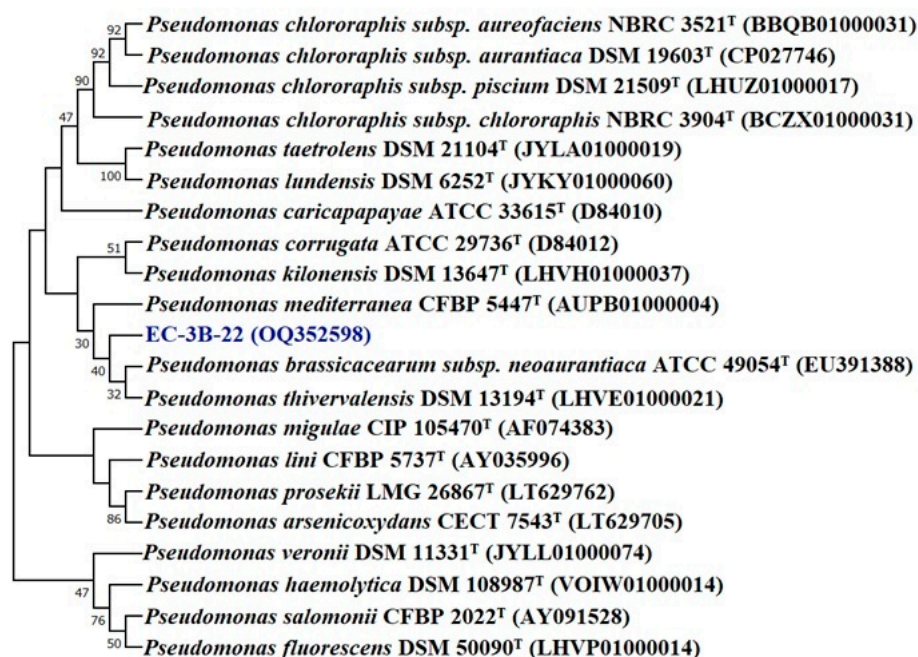 Pseudomonas chlororaphis subsp. aureofaciens NBRC 3521ᵀ (BBQB01000031)
92
Pseudomonas chlororaphis subsp. aurantiaca DSM 19603ᵀ (CP027746)
92
Pseudomonas chlororaphis subsp. piscium DSM 21509ᵀ (LHUZ01000017)
90
Pseudomonas chlororaphis subsp. chlororaphis NBRC 3904ᵀ (BCZX01000031)
47
Pseudomonas taetrolens DSM 21104ᵀ (JYLA01000019)
100
Pseudomonas lundensis DSM 6252ᵀ (JYKY01000060)
Pseudomonas caricapapayae ATCC 33615ᵀ (D84010)
Pseudomonas corrugata ATCC 29736ᵀ (D84012)
51
Pseudomonas kilonensis DSM 13647ᵀ (LHVH01000037)
Pseudomonas mediterranea CFBP 5447ᵀ (AUPB01000004)
30
EC-3B-22 (OQ352598)
40
Pseudomonas brassicacearum subsp. neoaurantiaca ATCC 49054ᵀ (EU391388)
32
Pseudomonas thivervalensis DSM 13194ᵀ (LHVE01000021)
Pseudomonas migulae CIP 105470ᵀ (AF074383)
Pseudomonas lini CFBP 5737ᵀ (AY035996)
Pseudomonas prosekii LMG 26867ᵀ (LT629762)
86
Pseudomonas arsenicoxydans CECT 7543ᵀ (LT629705)
Pseudomonas veronii DSM 11331ᵀ (JYLL01000074)
47
Pseudomonas haemolytica DSM 108987ᵀ (VOIW01000014)
76
Pseudomonas salomonii CFBP 2022ᵀ (AY091528)
50
Pseudomonas fluorescens DSM 50090ᵀ (LHVP01000014)